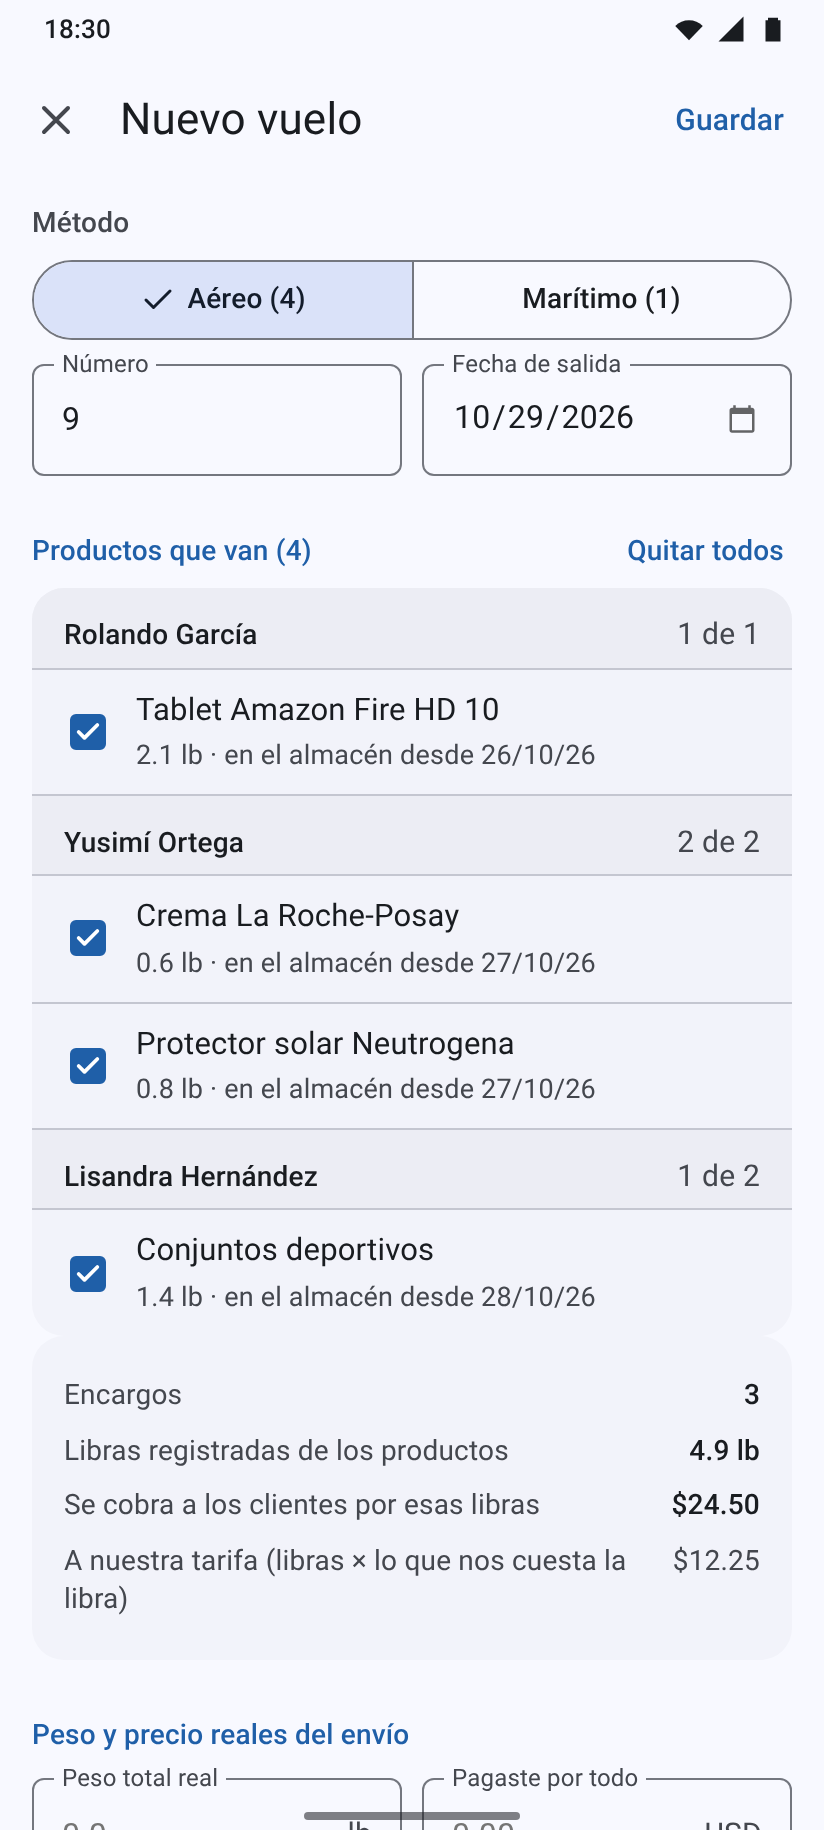 18:30
Nuevo vuelo
Guardar
Método
Aéreo (4)
Marítimo (1)
Número
Fecha de salida
9
10/29/2026
Productos que van (4)
Quitar todos
Rolando García
1 de 1
Tablet Amazon Fire HD 10
2.1 lb · en el almacén desde 26/10/26
Yusimí Ortega
2 de 2
Crema La Roche-Posay
0.6 lb · en el almacén desde 27/10/26
Protector solar Neutrogena
0.8 lb · en el almacén desde 27/10/26
Lisandra Hernández
1 de 2
Conjuntos deportivos
1.4 lb · en el almacén desde 28/10/26
Encargos
3
Libras registradas de los productos
4.9 lb
Se cobra a los clientes por esas libras
$24.50
A nuestra tarifa (libras × lo que nos cuesta la
libra)
$12.25
Peso y precio reales del envío
Peso total real
Pagaste por todo
0.0
lb
0.00
USD